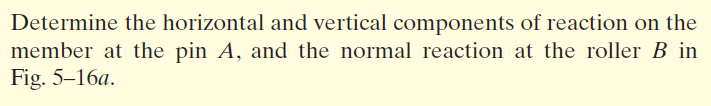 Determine the horizontal and vertical components of reaction on the
member at the pin A, and the normal reaction at the roller B in
Fig. 5–16a.